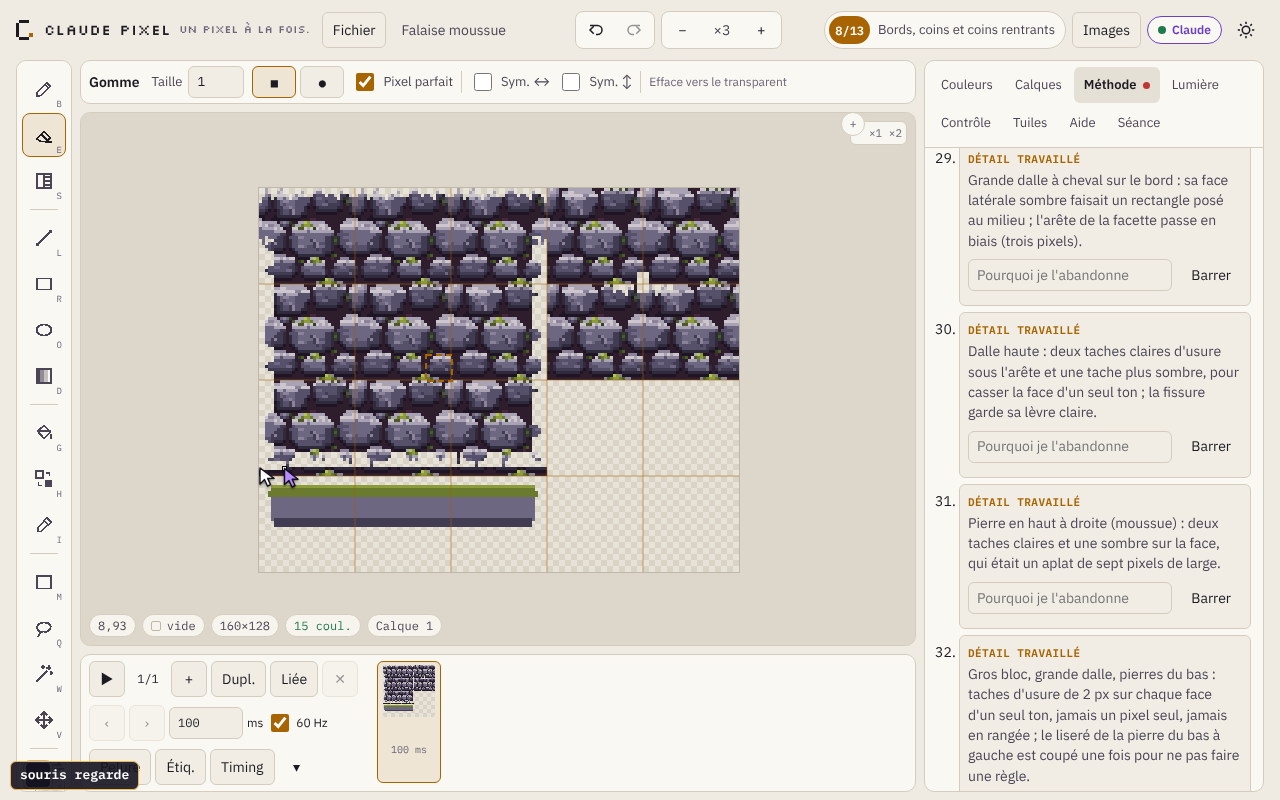 CLAUDE PIXEL UN PIXEL À LA FOIS. Fichier Falaise moussue − ×3 + 8/13 Bords, coins et coins rentrants Images Claude
Gomme Taille 1 Pixel parfait Sym. ↔ Sym. ↕ Efface vers le transparent
Couleurs Calques Méthode Lumière
Contrôle Tuiles Aide Séance
B
E
S
L
R
O
D
G
H
I
M
Q
W
V
+ ×1 ×2
29. DÉTAIL TRAVAILLÉ
Grande dalle à cheval sur le bord : sa face
latérale sombre faisait un rectangle posé
au milieu ; l'arête de la facette passe en
biais (trois pixels).
Pourquoi je l'abandonne Barrer
30. DÉTAIL TRAVAILLÉ
Dalle haute : deux taches claires d'usure
sous l'arête et une tache plus sombre, pour
casser la face d'un seul ton ; la fissure
garde sa lèvre claire.
Pourquoi je l'abandonne Barrer
31. DÉTAIL TRAVAILLÉ
Pierre en haut à droite (moussue) : deux
taches claires et une sombre sur la face,
qui était un aplat de sept pixels de large.
Pourquoi je l'abandonne Barrer
32. DÉTAIL TRAVAILLÉ
Gros bloc, grande dalle, pierres du bas :
taches d'usure de 2 px sur chaque face
d'un seul ton, jamais un pixel seul, jamais
en rangée ; le liseré de la pierre du bas à
gauche est coupé une fois pour ne pas faire
une règle.
8,93 vide 160×128 15 coul. Calque 1
1/1 + Dupl. Liée ×
‹ › 100 ms 60 Hz
100 ms
Étiq. Timing ▼
souris regarde